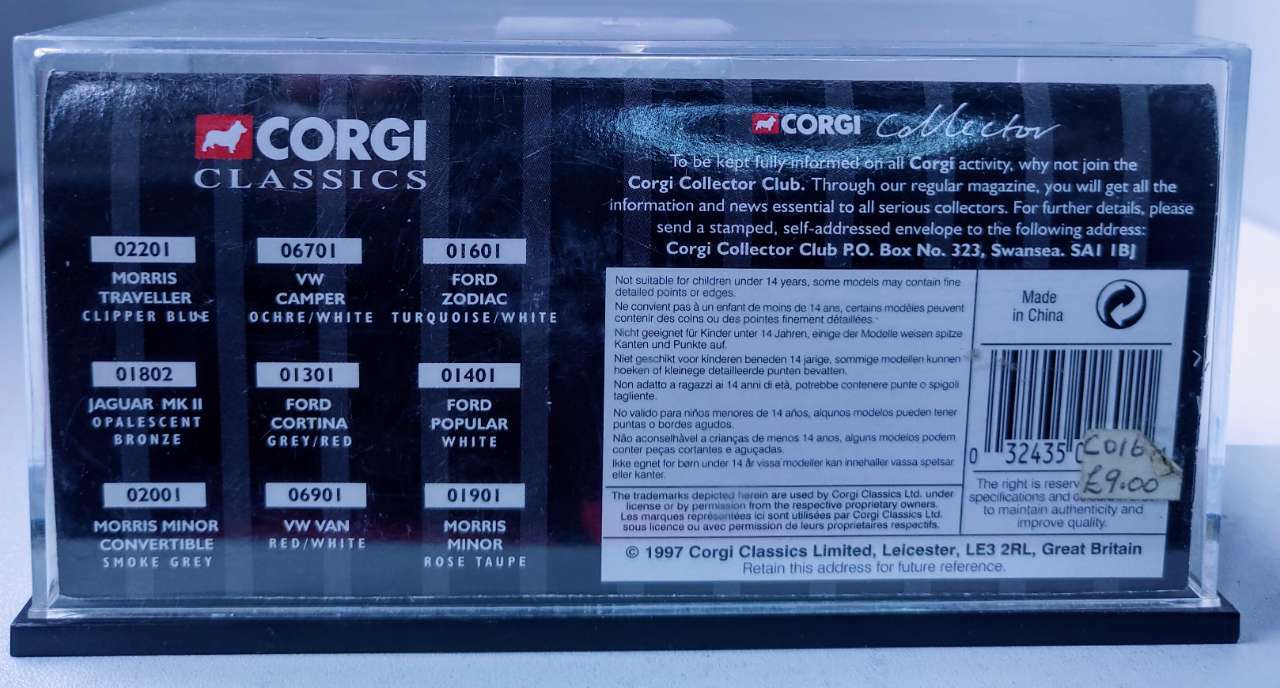 CORGI
CLASSICS
02201
MORRIS
TRAVELLER
CLIPPER BLUE
06701
VW
CAMPER
OCHRE/WHITE
01601
FORD
ZODIAC
TURQUOISE/WHITE
01802
JAGUAR MK II
OPALESCENT
BRONZE
01301
FORD
CORTINA
GREY/RED
01401
FORD
POPULAR
WHITE
02001
MORRIS MINOR
CONVERTIBLE
SMOKE GREY
06901
VW VAN
RED/WHITE
01901
MORRIS
MINOR
ROSE TAUPE
CORGI Collector
To be kept fully informed on all Corgi activity, why not join the
Corgi Collector Club. Through our regular magazine, you will get all the
information and news essential to all serious collectors. For further details, please
send a stamped, self-addressed envelope to the following address:
Corgi Collector Club P.O. Box No. 323, Swansea. SA1 1BJ
Not suitable for children under 14 years, some models may contain fine
detailed points or edges.
Ne convient pas à un enfant de moins de 14 ans, certains modèles peuvent
contenir des coins ou des pointes finement détaillées.
Nicht geeignet für Kinder unter 14 Jahren, einige der Modelle weisen spitze
Kanten und Punkte auf.
Niet geschikt voor kinderen beneden 14 jarige, sommige modellen kunnen
hoeken of kleinege detailleerde punten bevatten.
Non adatto a ragazzi ai 14 anni di età, potrebbe contenere punte o spigoli
tagliente.
No valido para niños menores de 14 años, alqunos modelos pueden tener
puntas o bordes agudos.
Não aconselhàvel a crianças de menos 14 anos, alguns modelos podem
conter peças cortantes e aguçadas.
Ikke egnet for børn under 14 år vissa modeller kan innehaller vassa spetsar
eller kanter.
The trademarks depicted herein are used by Corgi Classics Ltd. under
license or by permission from the respective proprietary owners.
Les marques représentées ici sont utilisées par Corgi Classics Ltd.
sous licence ou avec permission de leurs proprietaires respectifs.
Made
in China
0 32435
C016
£9.00
The right is
specifications and
to maintain authenticity and
improve quality.
© 1997 Corgi Classics Limited, Leicester, LE3 2RL, Great Britain
Retain this address for future reference.